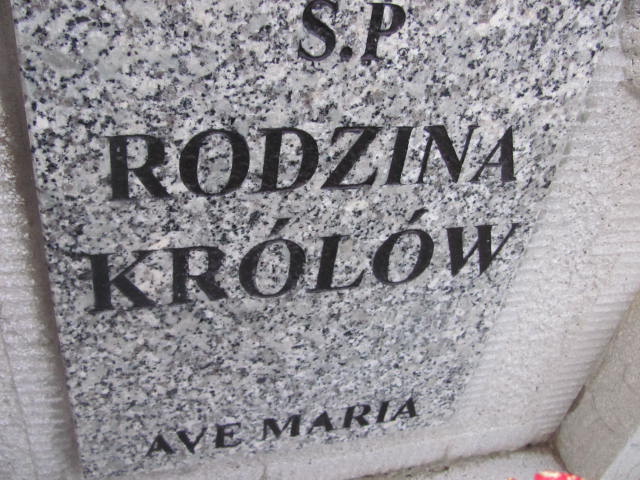 Ś.P
RODZINA
KRÓLÓW
AVE MARIA